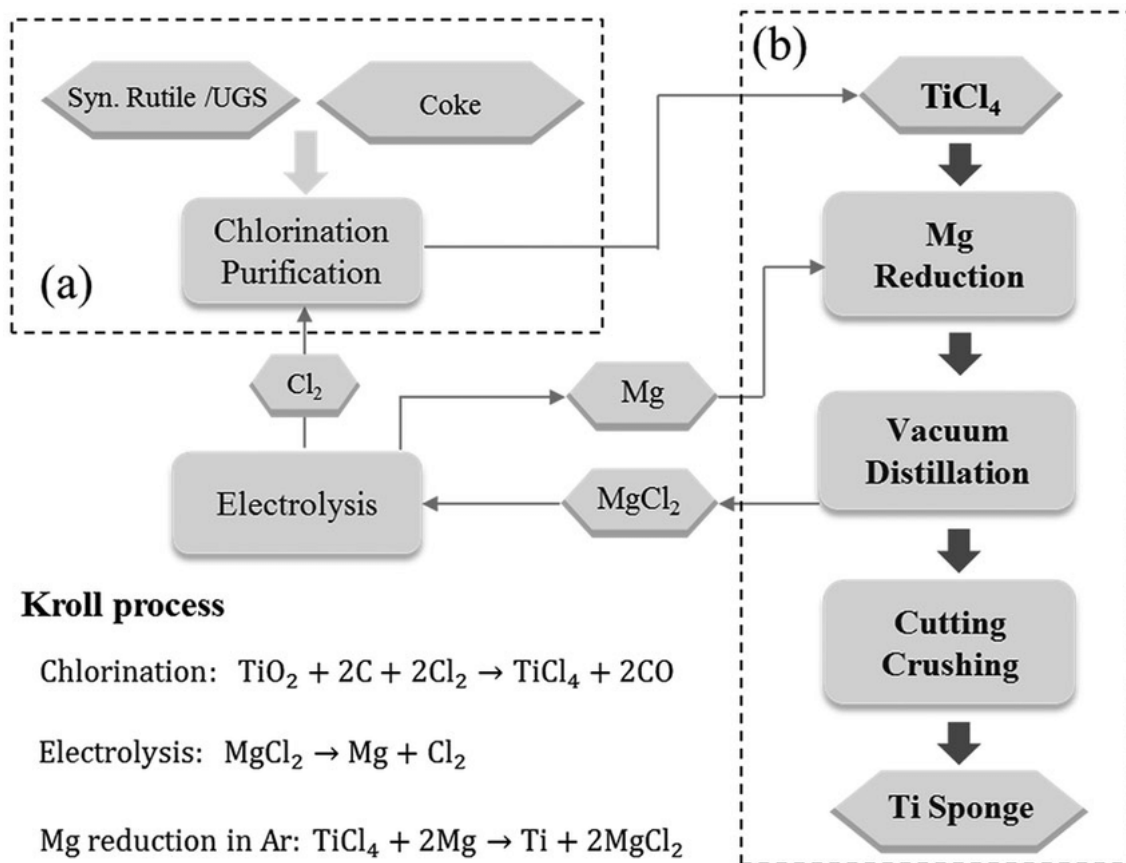 (a)
Syn. Rutile /UGS
Coke
Chlorination
Purification
Cl₂
Electrolysis
Mg
MgCl₂
(b)
TiCl₄
Mg
Reduction
Vacuum
Distillation
Cutting
Crushing
Ti Sponge
Kroll process
Chlorination: TiO₂ + 2C + 2Cl₂ → TiCl₄ + 2CO
Electrolysis: MgCl₂ → Mg + Cl₂
Mg reduction in Ar: TiCl₄ + 2Mg → Ti + 2MgCl₂